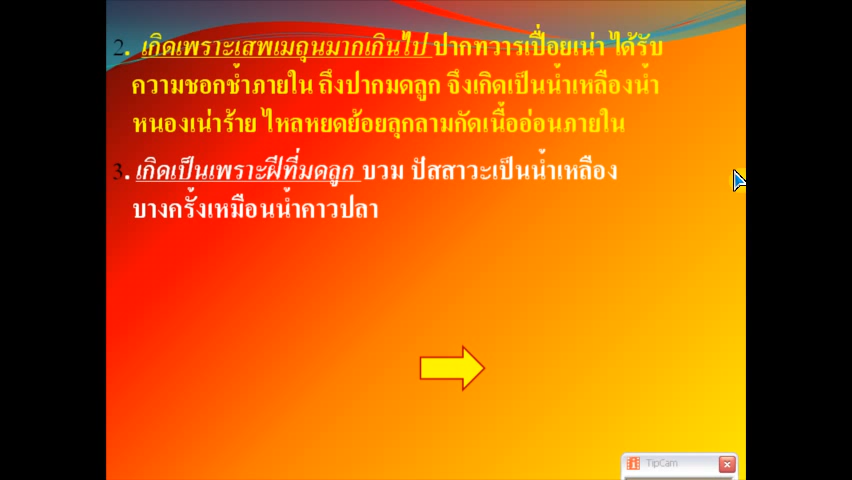 2. เกิดเพราะเสพเมถุนมากเกินไป ปากทวารเปื่อยเน่า ได้รับ
ความชอกช้ำภายใน ถึงปากมดลูก จึงเกิดเป็นน้ำเหลืองน้ำ
หนองเน่าร้าย ไหลหยดย้อยลุกลามกัดเนื้ออ่อนภายใน
3. เกิดเป็นเพราะฝีที่มดลูก บวม ปัสสาวะเป็นน้ำเหลือง
บางครั้งเหมือนน้ำคาวปลา
TipCam